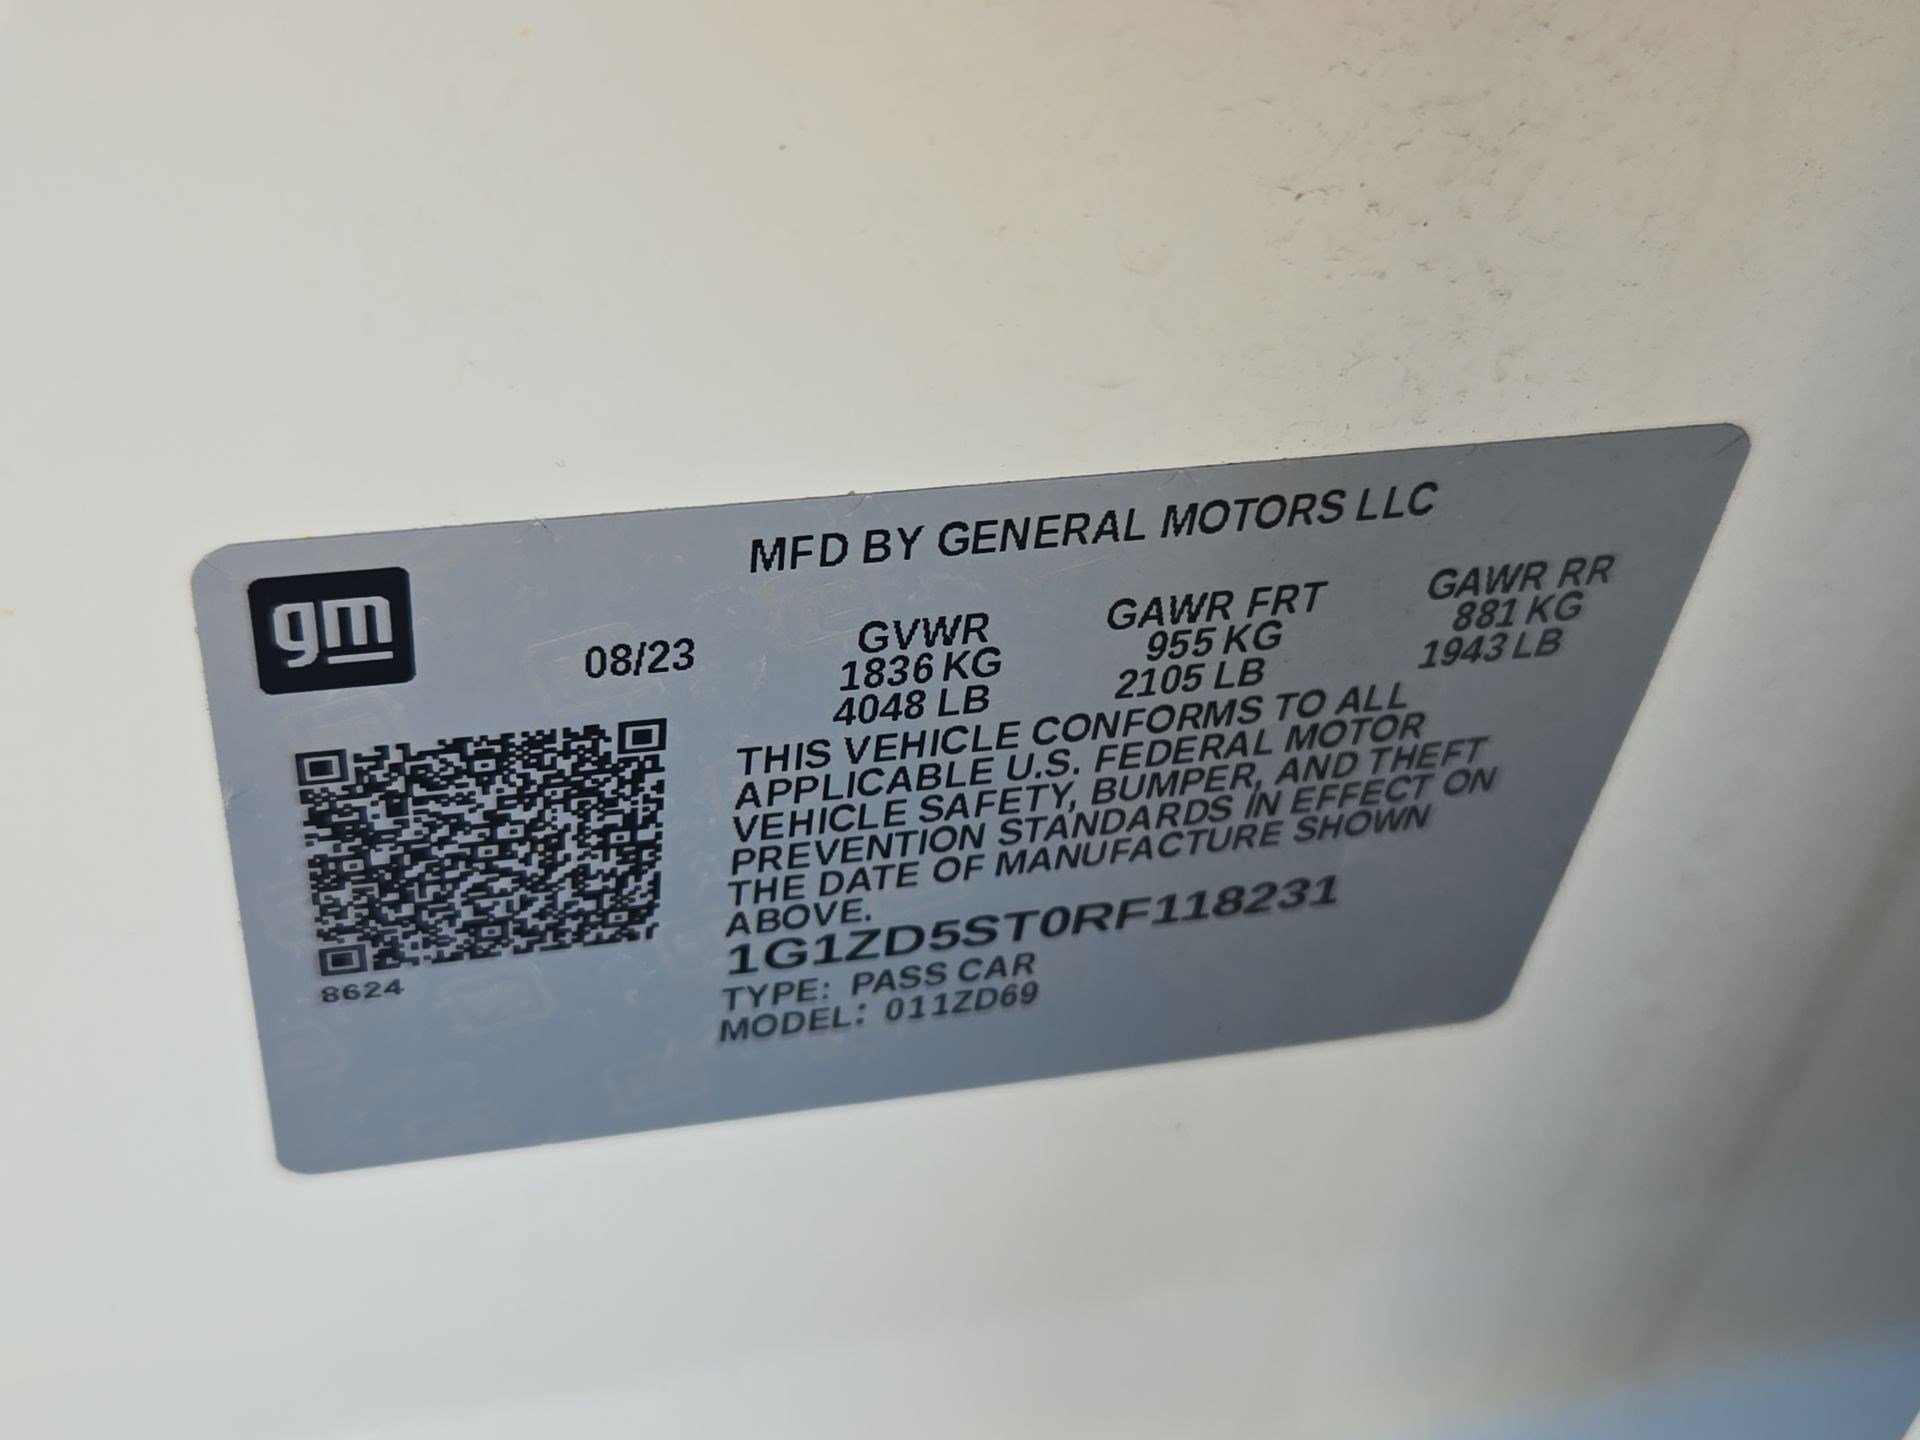 MFD BY GENERAL MOTORS LLC
gm
08/23
GVWR
1836 KG
4048 LB
GAWR FRT
955 KG
2105 LB
GAWR RR
881 KG
1943 LB
THIS VEHICLE CONFORMS TO ALL
APPLICABLE U.S. FEDERAL MOTOR
VEHICLE SAFETY, BUMPER, AND THEFT
PREVENTION STANDARDS IN EFFECT ON
THE DATE OF MANUFACTURE SHOWN
ABOVE.
1G1ZD5ST0RF118231
TYPE: PASS CAR
MODEL: 011ZD69
8624